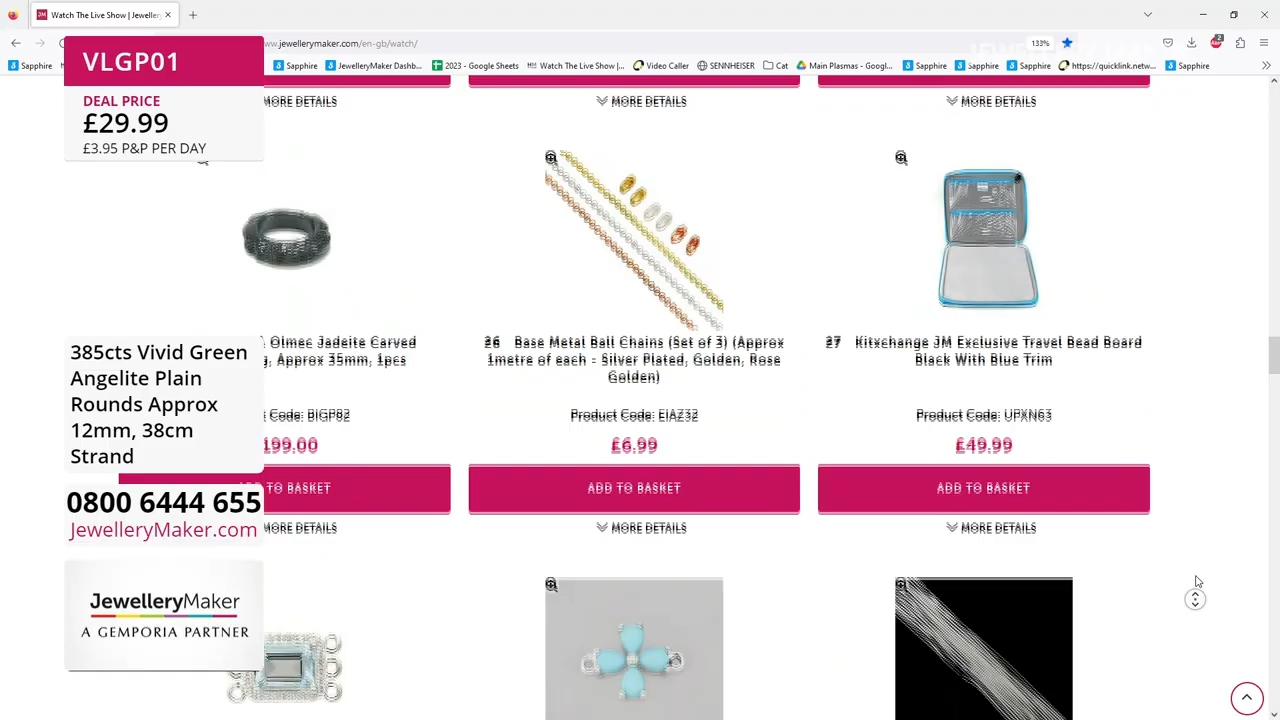 Watch The Live Show | Jeweller
ww.jewellerymaker.com/en-gb/watch/
133%
2
Sapphire
Sapphire
JewelleryMaker Dashb...
2023 - Google Sheets
Watch The Live Show |...
Video Caller
SENNHEISER
Cat
Main Plasmas - Googl...
Sapphire
Sapphire
Sapphire
https://quicklink.netw...
Sapphire
VLGP01
DEAL PRICE
£29.99
£3.95 P&P PER DAY
MORE DETAILS
MORE DETAILS
MORE DETAILS
385cts Vivid Green
Angelite Plain
Rounds Approx
12mm, 38cm
Strand
Olmec Jadeite Carved
g, Approx 35mm, 1pcs
t Code: BIGP82
199.00
ADD TO BASKET
MORE DETAILS
26 Base Metal Ball Chains (Set of 3) (Approx
1metre of each - Silver Plated, Golden, Rose
Golden)
Product Code: EIAZ32
£6.99
ADD TO BASKET
MORE DETAILS
27 Kitxchange JM Exclusive Travel Bead Board
Black With Blue Trim
Product Code: UPXN63
£49.99
ADD TO BASKET
MORE DETAILS
0800 6444 655
JewelleryMaker.com
JewelleryMaker
A GEMPORIA PARTNER